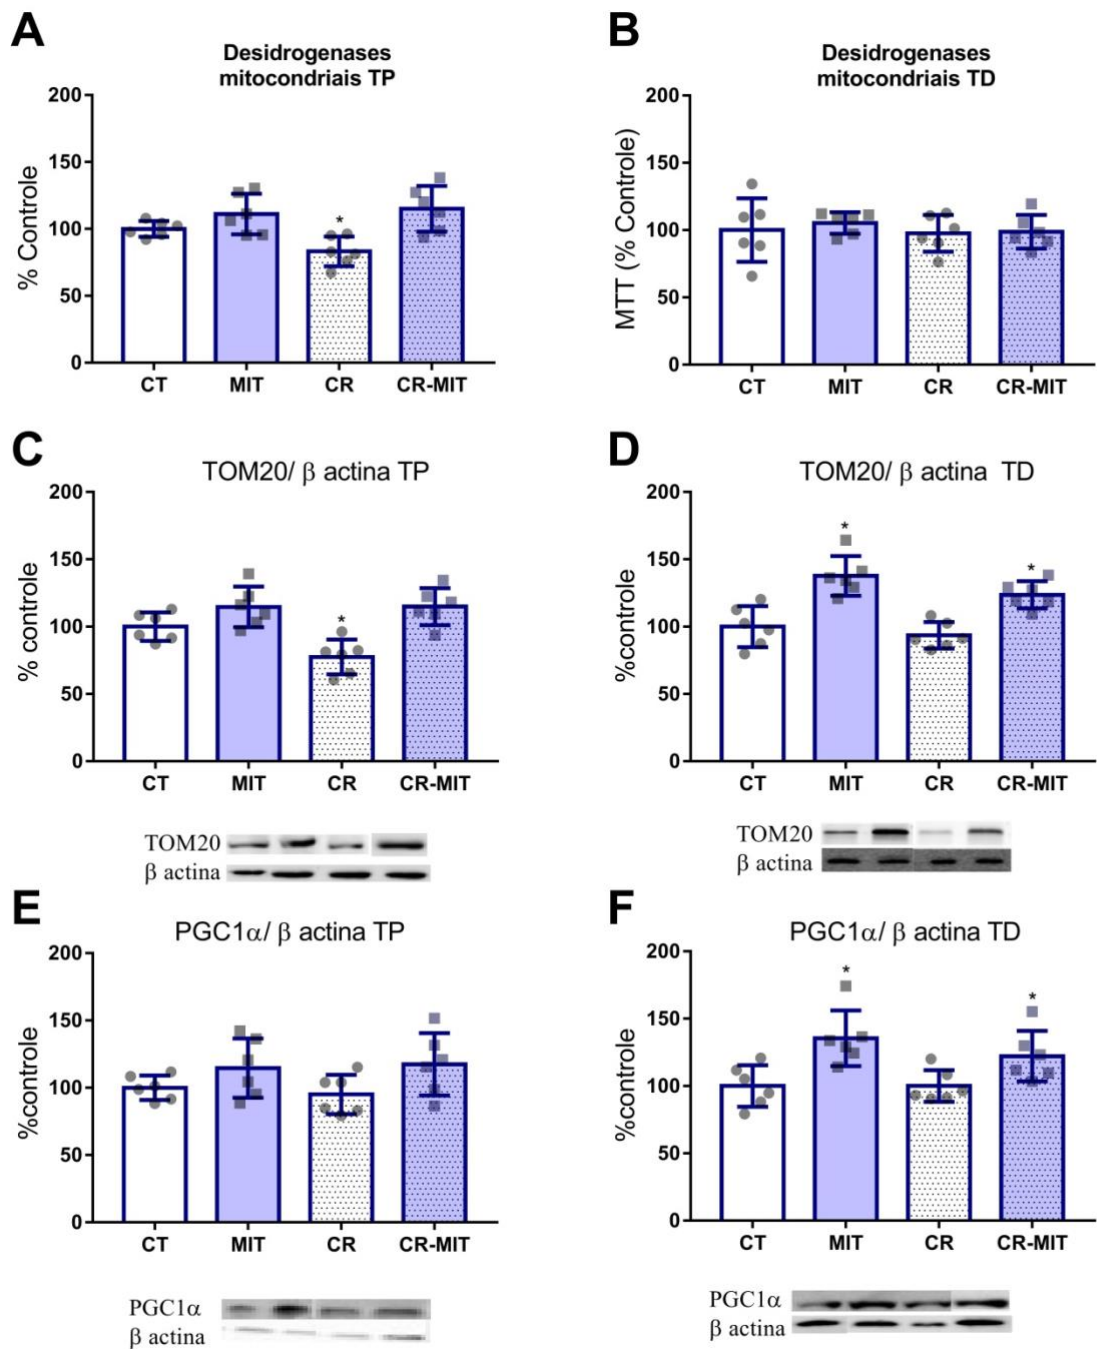 A
Desidrogenases
mitocondriais TP
% Controle
200
150
100
50
0
*
CT MIT CR CR-MIT
B
Desidrogenases
mitocondriais TD
MTT (% Controle)
200
150
100
50
0
CT MIT CR CR-MIT
C
TOM20/ β actina TP
% controle
200
150
100
50
0
*
CT MIT CR CR-MIT
TOM20
β actina
D
TOM20/ β actina TD
%controle
200
150
100
50
0
*
*
CT MIT CR CR-MIT
TOM20
β actina
E
PGC1α/ β actina TP
%controle
200
150
100
50
0
CT MIT CR CR-MIT
PGC1α
β actina
F
PGC1α/ β actina TD
%controle
200
150
100
50
0
*
*
CT MIT CR CR-MIT
PGC1α
β actina